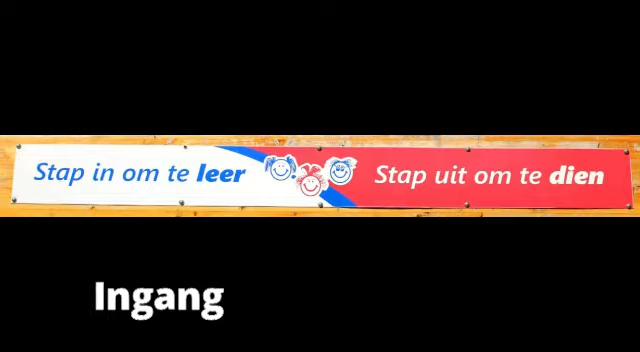 Stap in om te leer
Stap uit om te dien
Ingang